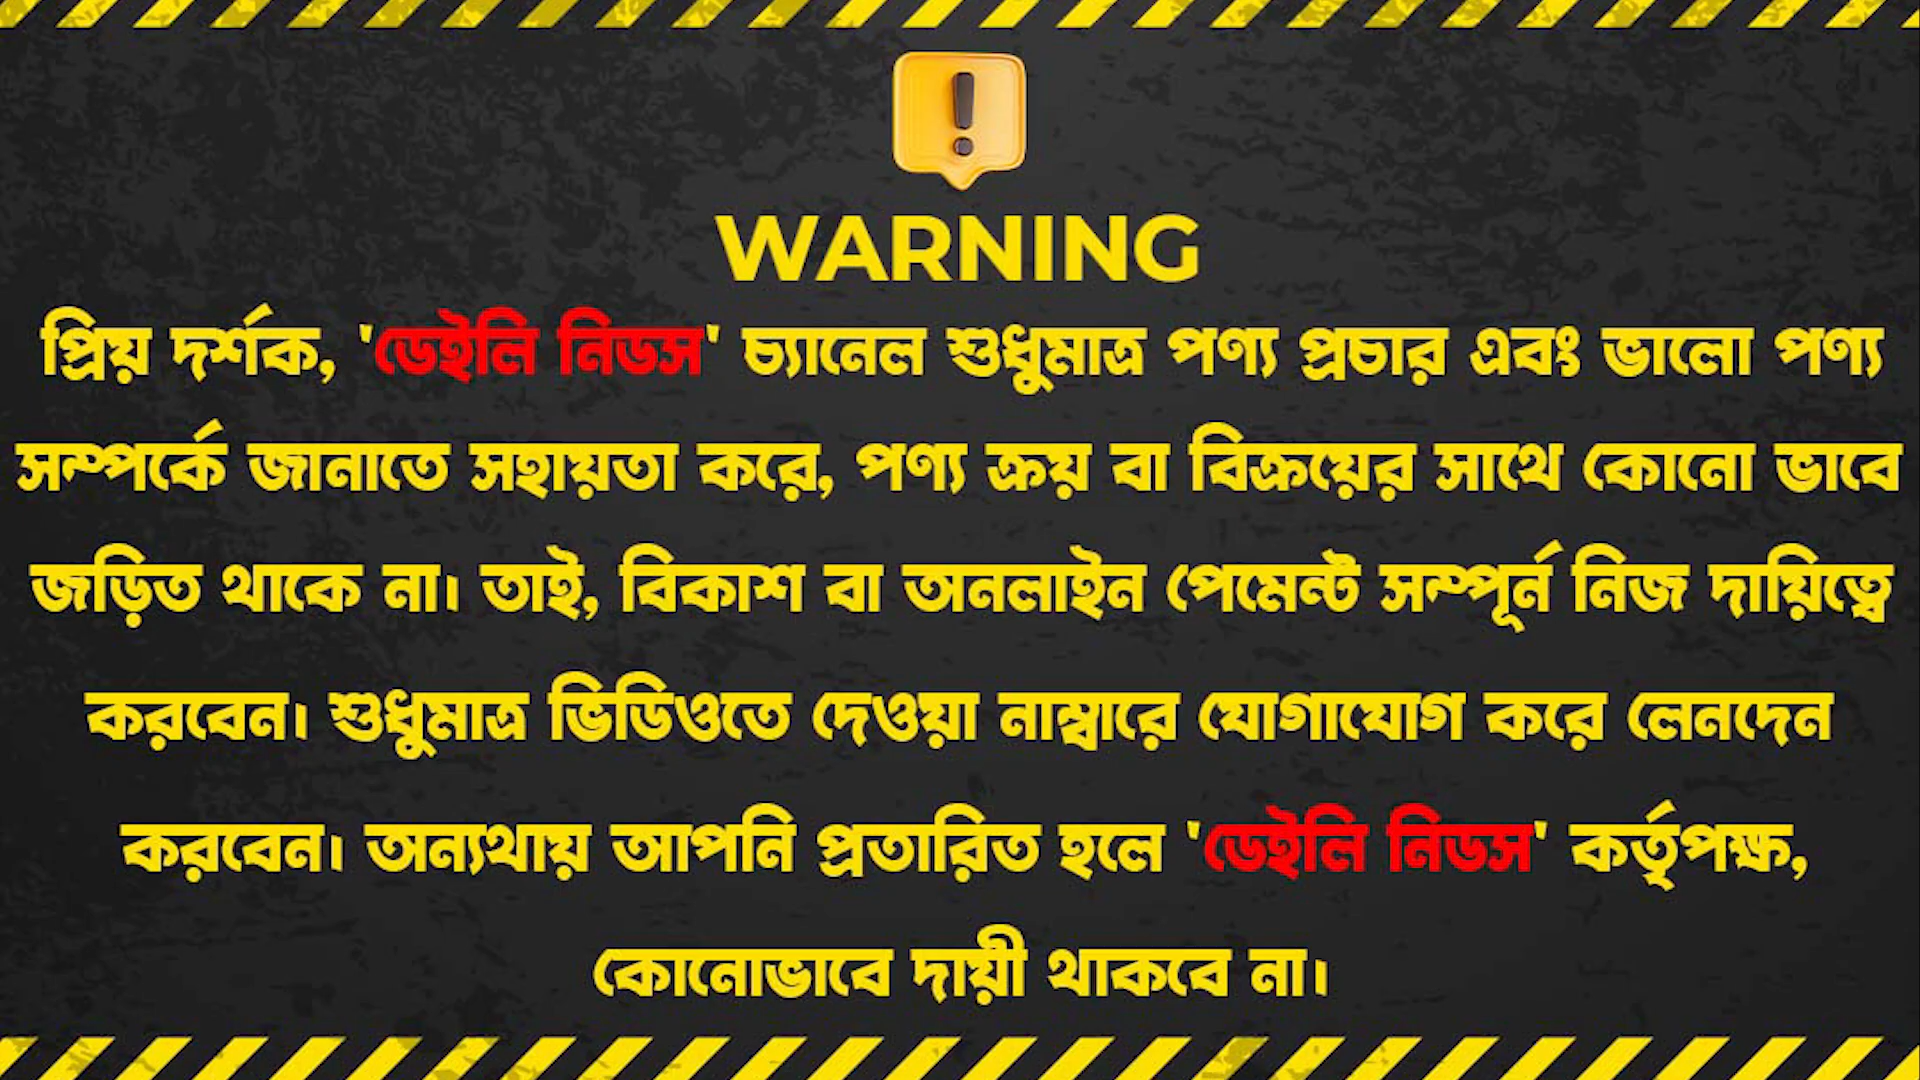 WARNING
প্রিয় দর্শক, 'ডেইলি নিডস' চ্যানেল শুধুমাত্র পণ্য প্রচার এবং ভালো পণ্য
সম্পর্কে জানাতে সহায়তা করে, পণ্য ক্রয় বা বিক্রয়ের সাথে কোনো ভাবে
জড়িত থাকে না। তাই, বিকাশ বা অনলাইন পেমেন্ট সম্পূর্ন নিজ দায়িত্বে
করবেন। শুধুমাত্র ভিডিওতে দেওয়া নাম্বারে যোগাযোগ করে লেনদেন
করবেন। অন্যথায় আপনি প্রতারিত হলে 'ডেইলি নিডস' কর্তৃপক্ষ,
কোনোভাবে দায়ী থাকবে না।